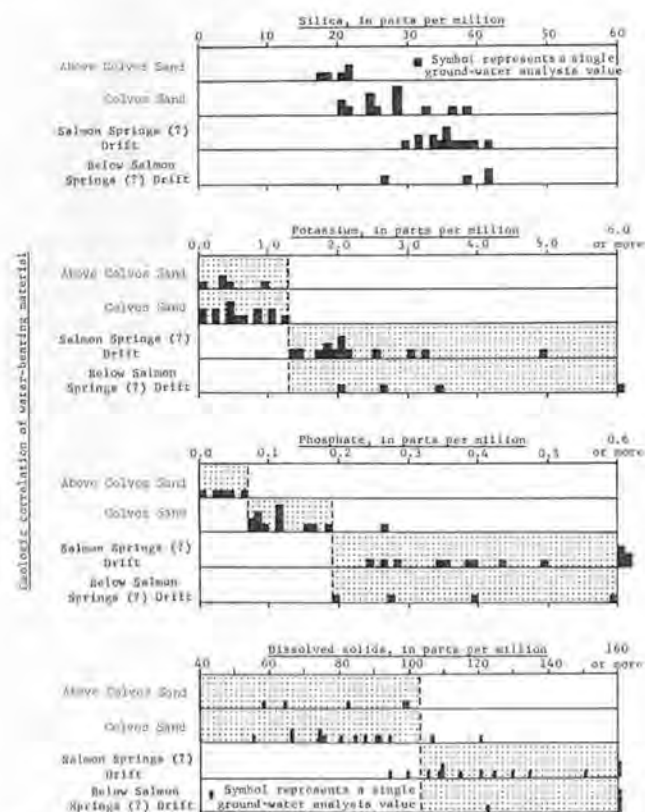 Silica, in parts per million
0 10 20 30 40 50 60
Above Colvos Sand
Symbol represents a single
ground-water analysis value
Colvos Sand
Salmon Springs (?)
Drift
Below Salmon
Springs (?) Drift
Geologic correlation of water-bearing material
Potassium, in parts per million
0.0 1.0 2.0 3.0 4.0 5.0 6.0
or more
Above Colvos Sand
Colvos Sand
Salmon Springs (?)
Drift
Below Salmon
Springs (?) Drift
Phosphate, in parts per million
0.0 0.1 0.2 0.3 0.4 0.5 0.6
or more
Above Colvos Sand
Colvos Sand
Salmon Springs (?)
Drift
Below Salmon
Springs (?) Drift
Dissolved solids, in parts per million
40 60 80 100 120 140 160
or more
Above Colvos Sand
Colvos Sand
Salmon Springs (?)
Drift
Below Salmon
Springs (?) Drift
Symbol represents a single
ground-water analysis value